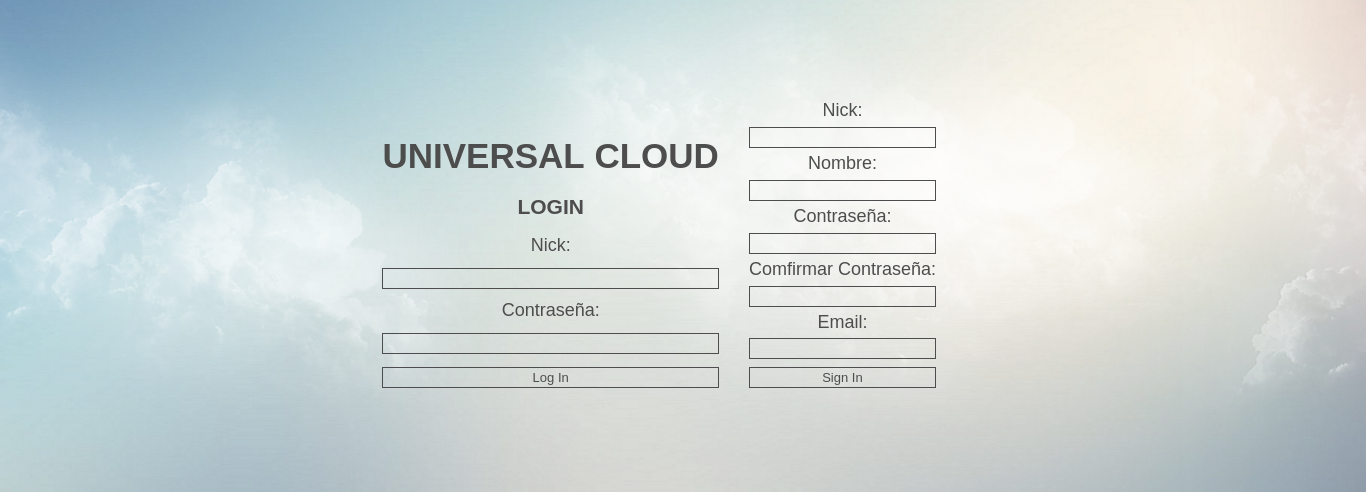 UNIVERSAL CLOUD
LOGIN
Nick:
Contraseña:
Log In
Nick:
Nombre:
Contraseña:
Comfirmar Contraseña:
Email:
Sign In